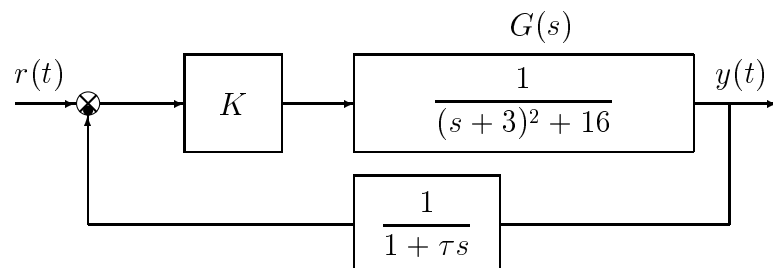 G(s)
r(t)
K
1
(s + 3)² + 16
y(t)
1
1 + τs